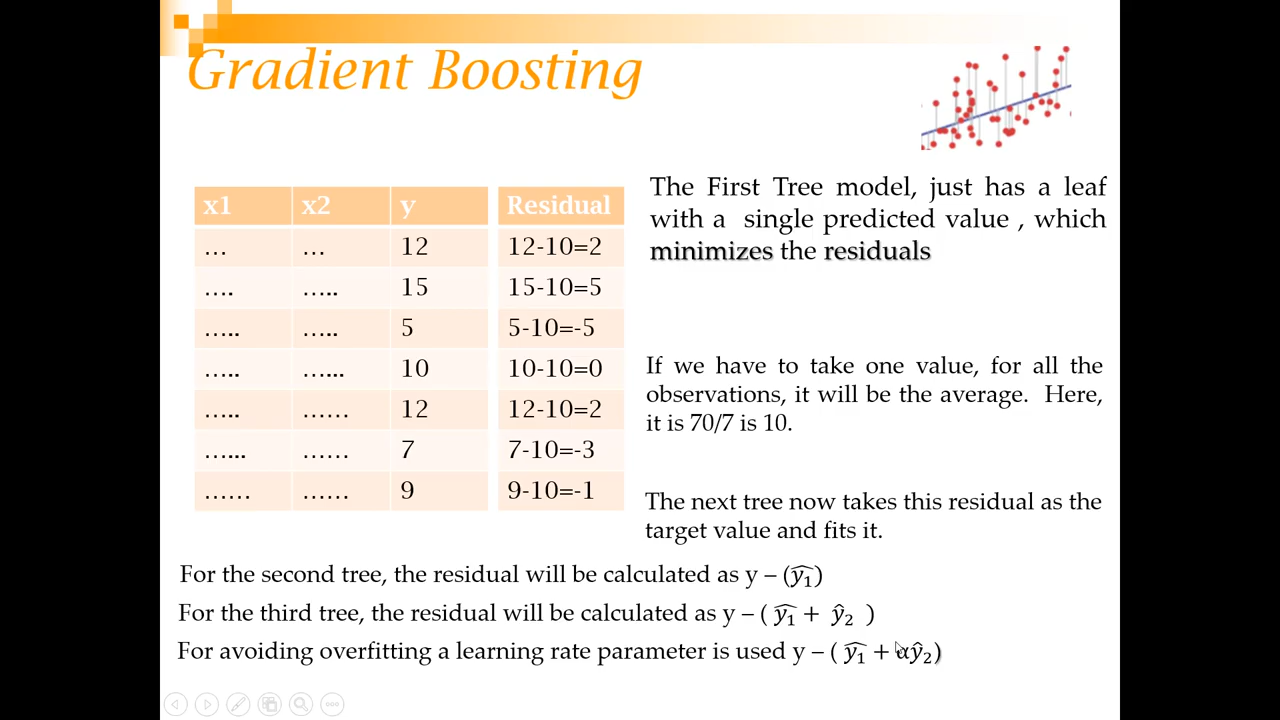 Gradient Boosting
x1 x2 y Residual
... ... 12 12-10=2
.... ..... 15 15-10=5
..... ..... 5 5-10=-5
..... ...... 10 10-10=0
..... ...... 12 12-10=2
...... ...... 7 7-10=-3
...... ...... 9 9-10=-1
The First Tree model, just has a leaf
with a single predicted value , which
minimizes the residuals
If we have to take one value, for all the
observations, it will be the average. Here,
it is 70/7 is 10.
The next tree now takes this residual as the
target value and fits it.
For the second tree, the residual will be calculated as y – (ŷ₁)
For the third tree, the residual will be calculated as y – ( ŷ₁ + ŷ₂ )
For avoiding overfitting a learning rate parameter is used y – ( ŷ₁ + αŷ₂)